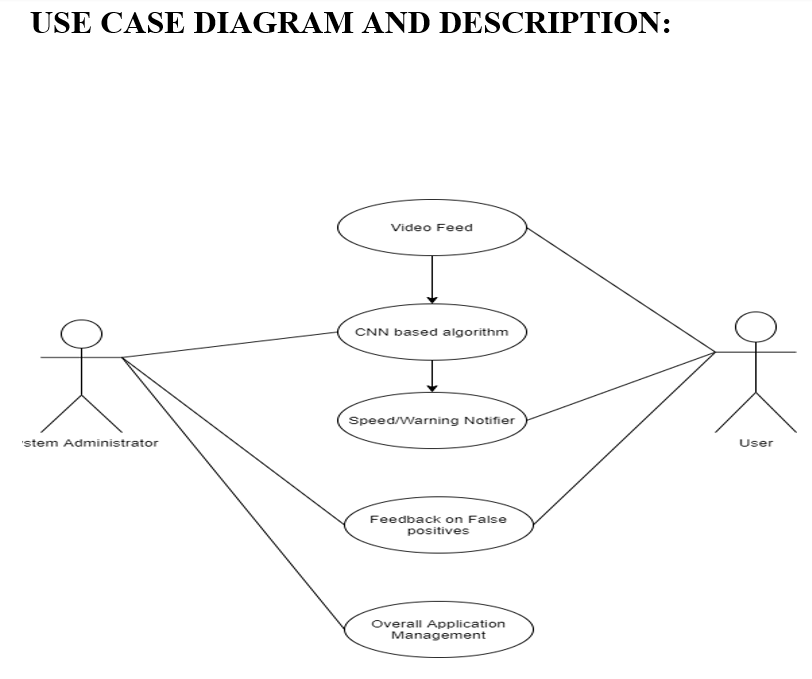 USE CASE DIAGRAM AND DESCRIPTION:
Video Feed
CNN based algorithm
Speed/Warning Notifier
stem Administrator
User
Feedback on False
positives
Overall Application
Management